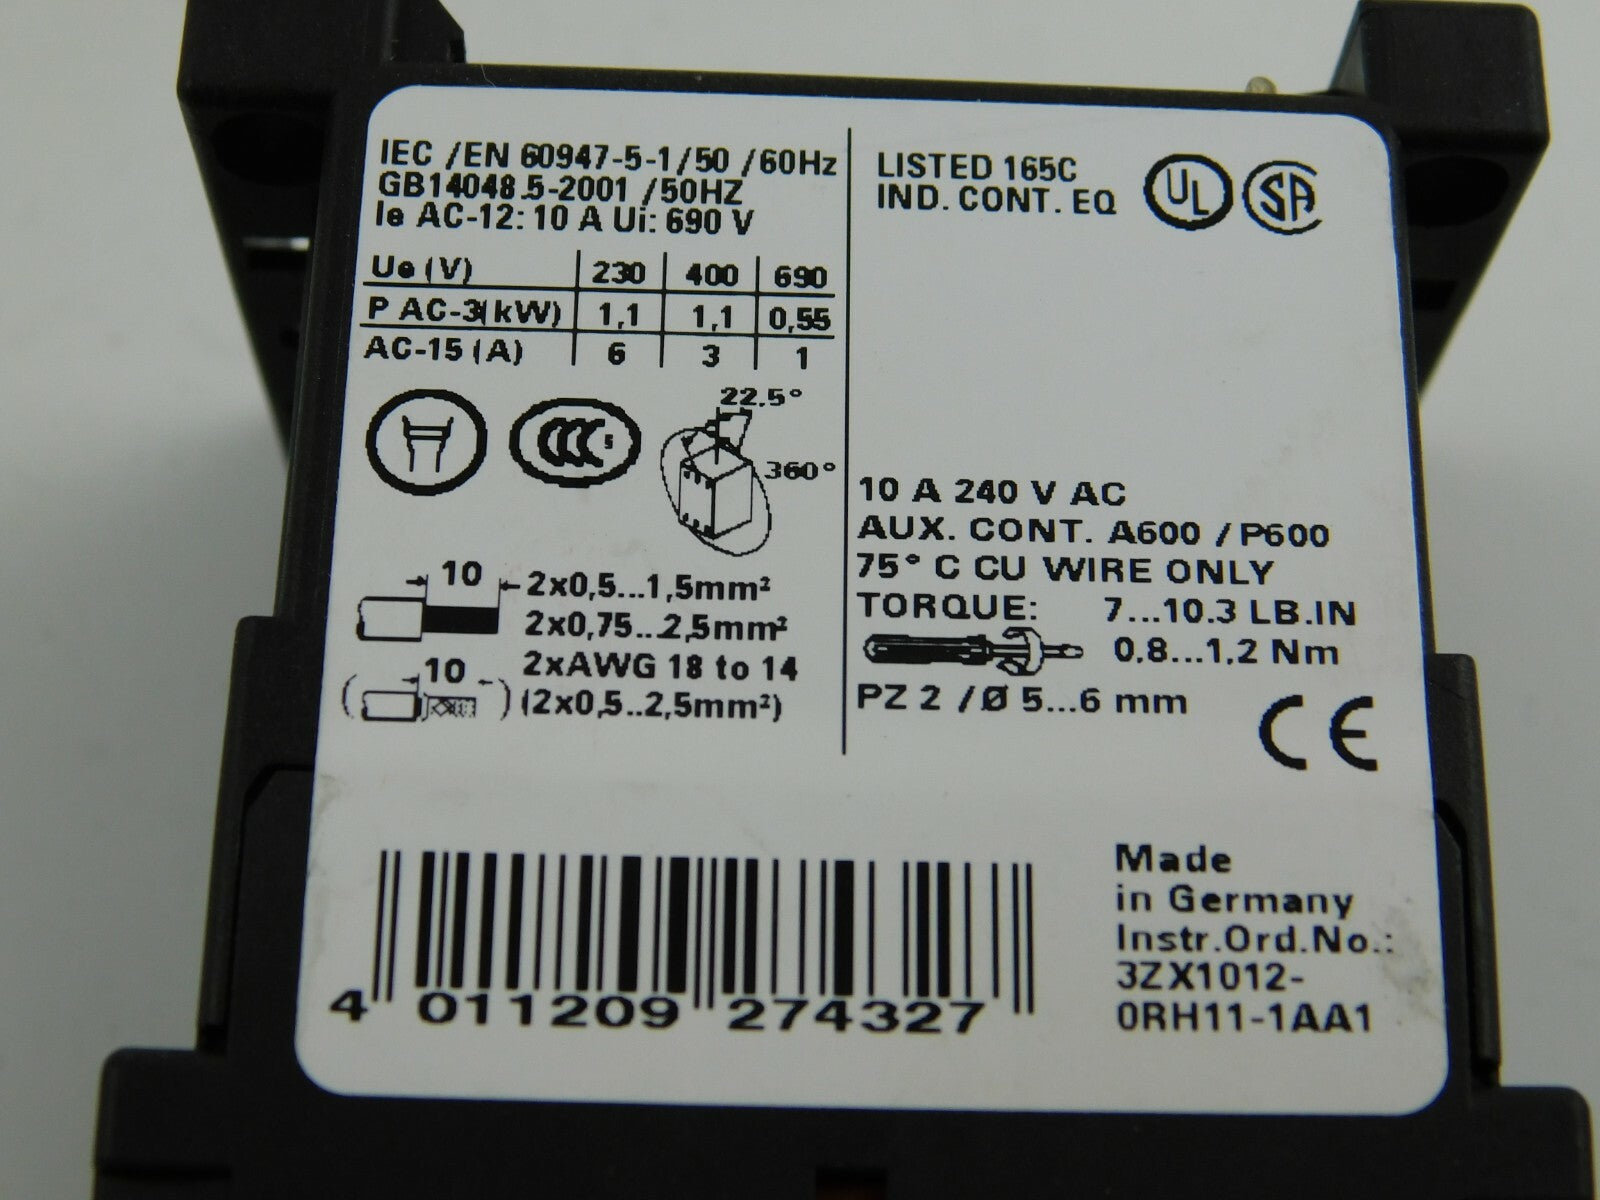 IEC /EN 60947-5-1/50 /60Hz
GB14048.5-2001 /50HZ
Ie AC-12: 10 A Ui: 690 V
Ue (V) 230 400 690
P AC-3(kW) 1,1 1,1 0,55
AC-15 (A) 6 3 1
CCC S
22.5°
360°
10 2x0,5...1,5mm²
2x0,75...2,5mm²
2xAWG 18 to 14
( 10 ) (2x0,5..2,5mm²)
LISTED 165C
IND. CONT. EQ
UL SA
10 A 240 V AC
AUX. CONT. A600 / P600
75° C CU WIRE ONLY
TORQUE: 7...10.3 LB.IN
0,8...1,2 Nm
PZ 2 / Ø 5...6 mm
CE
4 011209 274327
Made
in Germany
Instr.Ord.No.:
3ZX1012-
0RH11-1AA1